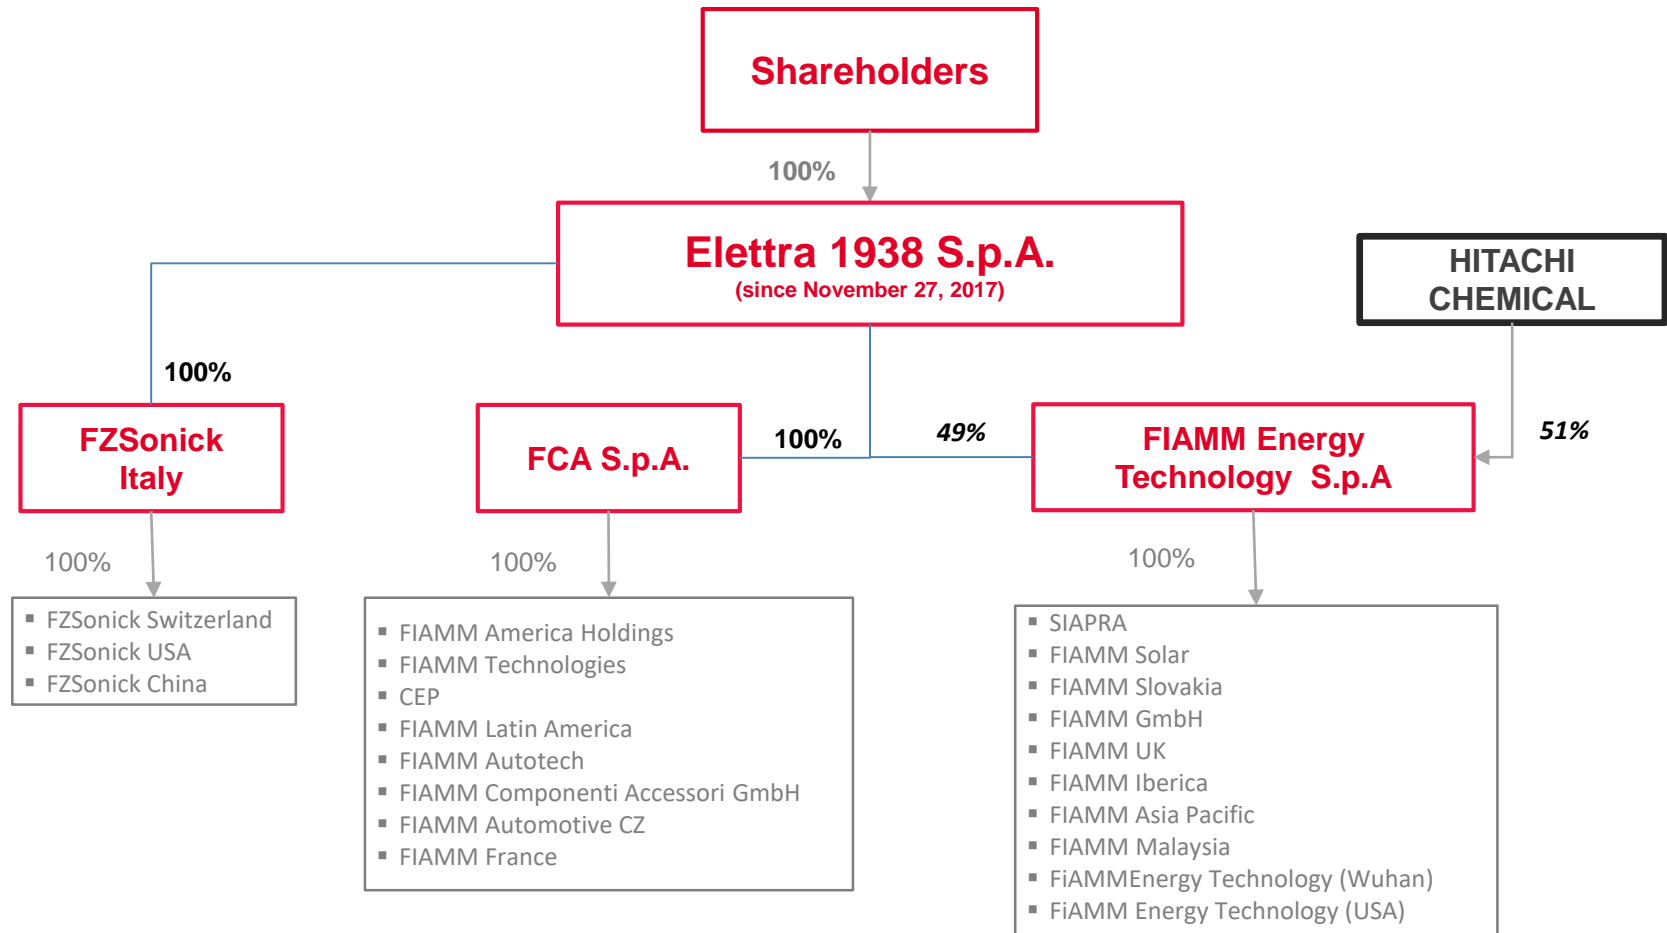 Shareholders
100%
Elettra 1938 S.p.A.
(since November 27, 2017)
HITACHI
CHEMICAL
100%
FZSonick
Italy
FCA S.p.A.
100%
49%
FIAMM Energy
Technology S.p.A
51%
100%
100%
100%
▪ FZSonick Switzerland
▪ FZSonick USA
▪ FZSonick China
▪ FIAMM America Holdings
▪ FIAMM Technologies
▪ CEP
▪ FIAMM Latin America
▪ FIAMM Autotech
▪ FIAMM Componenti Accessori GmbH
▪ FIAMM Automotive CZ
▪ FIAMM France
▪ SIAPRA
▪ FIAMM Solar
▪ FIAMM Slovakia
▪ FIAMM GmbH
▪ FIAMM UK
▪ FIAMM Iberica
▪ FIAMM Asia Pacific
▪ FIAMM Malaysia
▪ FiAMMEnergy Technology (Wuhan)
▪ FiAMM Energy Technology (USA)